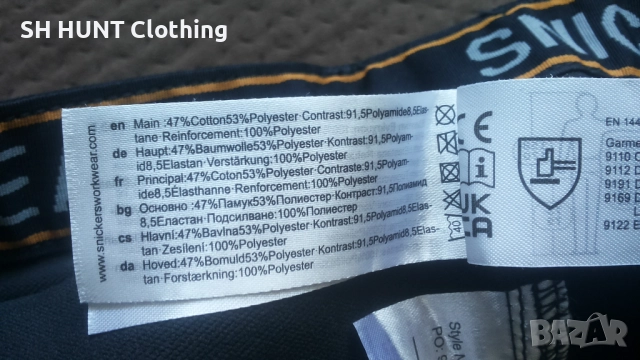 SH HUNT Clothing
SNIC
www.snickersworkwear.com
en Main :47%Cotton53%Polyester Contrast:91,5Polyamide8,5Elas-
tane Reinforcement:100%Polyester
de Haupt:47%Baumwolle53%Polyester Kontrast:91,5Polyam-
id8,5Elastan Verstärkung:100%Polyester
fr Principal:47%Coton53%Polyester Contraste:91,5Polyam-
ide8,5Élasthanne Renforcement:100%Polyester
bg Основно :47%Памук53%Полиестер Контраст:91,5Полиамид
8,5Еластан Подсилване:100%Полиестер
cs Hlavní:47%Bavlna53%Polyester Kontrast:91,5Polyamid8,5Elas-
tan Zesílení:100%Polyester
da Hoved:47%Bomuld53%Polyester Kontrast:91,5Polyamid8,5Elas-
tan Forstærkning:100%Polyester
CE
UK
CA
EN 144
Garme
9110 D
9112 D
9191 D
9169 D
9122 E
Style
PO:
BAZAR
bg